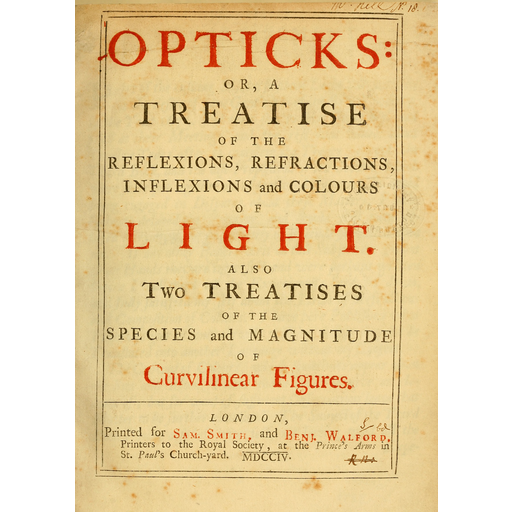 OPTICKS:
OR, A
TREATISE
OF THE
REFLEXIONS, REFRACTIONS,
INFLEXIONS and COLOURS
OF
LIGHT.
ALSO
Two TREATISES
OF THE
SPECIES and MAGNITUDE
OF
Curvilinear Figures.
LONDON,
Printed for SAM. SMITH, and BENJ. WALFORD,
Printers to the Royal Society, at the Prince's Arms in
St. Paul's Church-yard. MDCCIV.